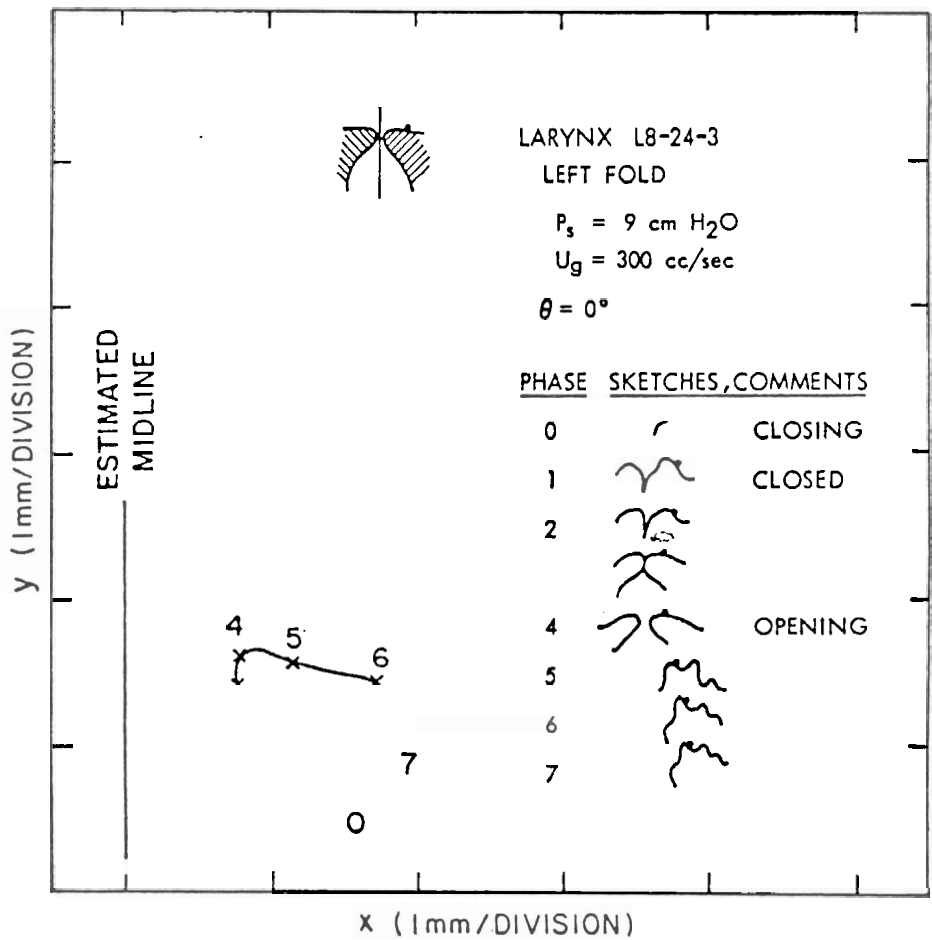 LARYNX L8-24-3
LEFT FOLD
Ps = 9 cm H2O
Ug = 300 cc/sec
θ = 0°
PHASE SKETCHES, COMMENTS
0 CLOSING
1 CLOSED
2
4 OPENING
5
6
7
ESTIMATED
MIDLINE
4
5
6
7
0
y (1mm/DIVISION)
x (1mm/DIVISION)